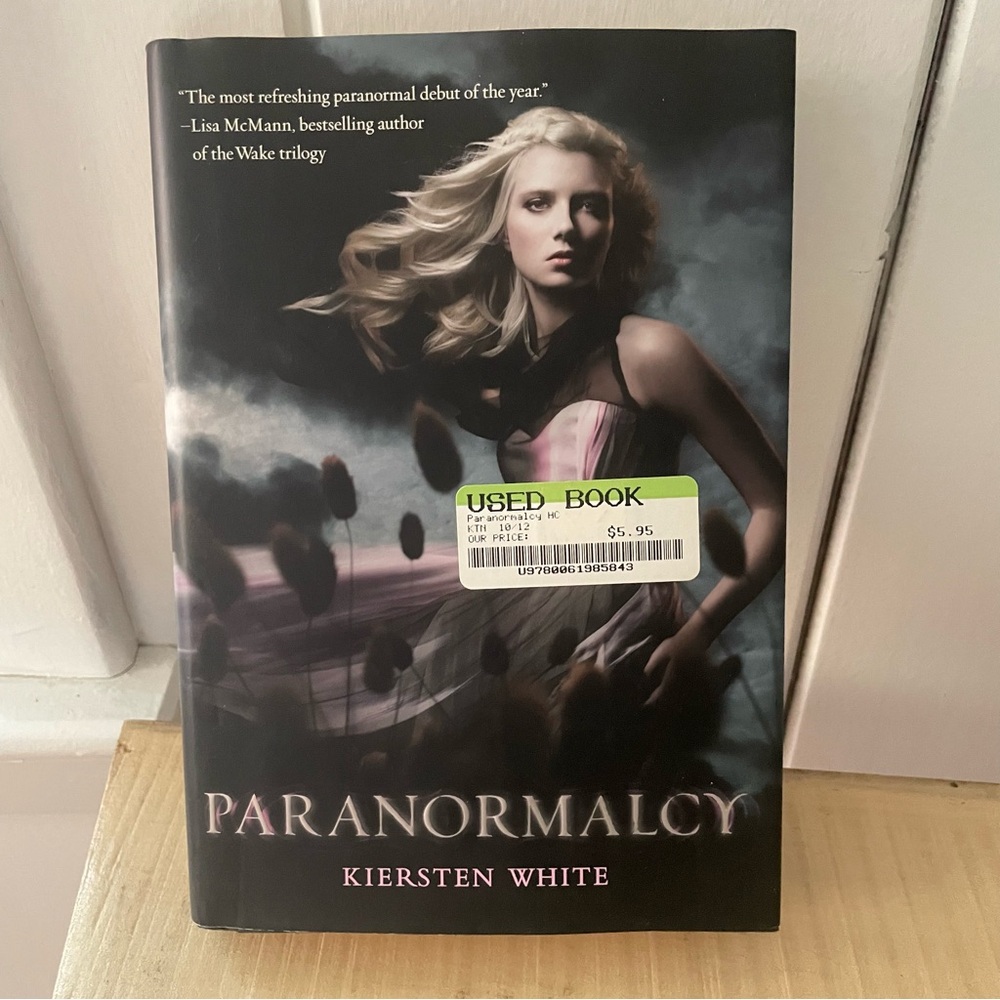 “The most refreshing paranormal debut of the year.”
–Lisa McMann, bestselling author
of the Wake trilogy
USED BOOK
Paranormalcy HC
KTN 10/12
OUR PRICE: $5.95
U9780061985843
PARANORMALCY
KIERSTEN WHITE